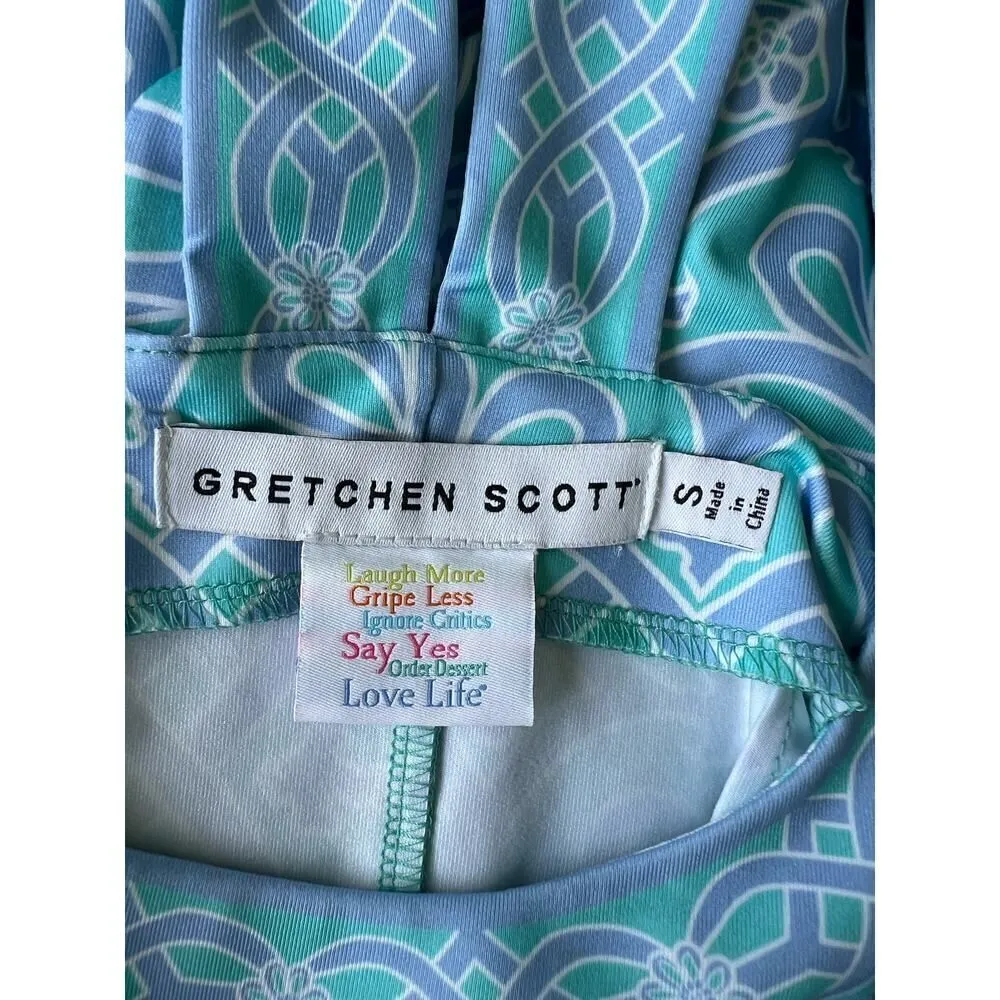 GRETCHEN SCOTT®
S
Made
in
China
Laugh More
Gripe Less
Ignore Critics
Say Yes
Order Dessert
Love Life®